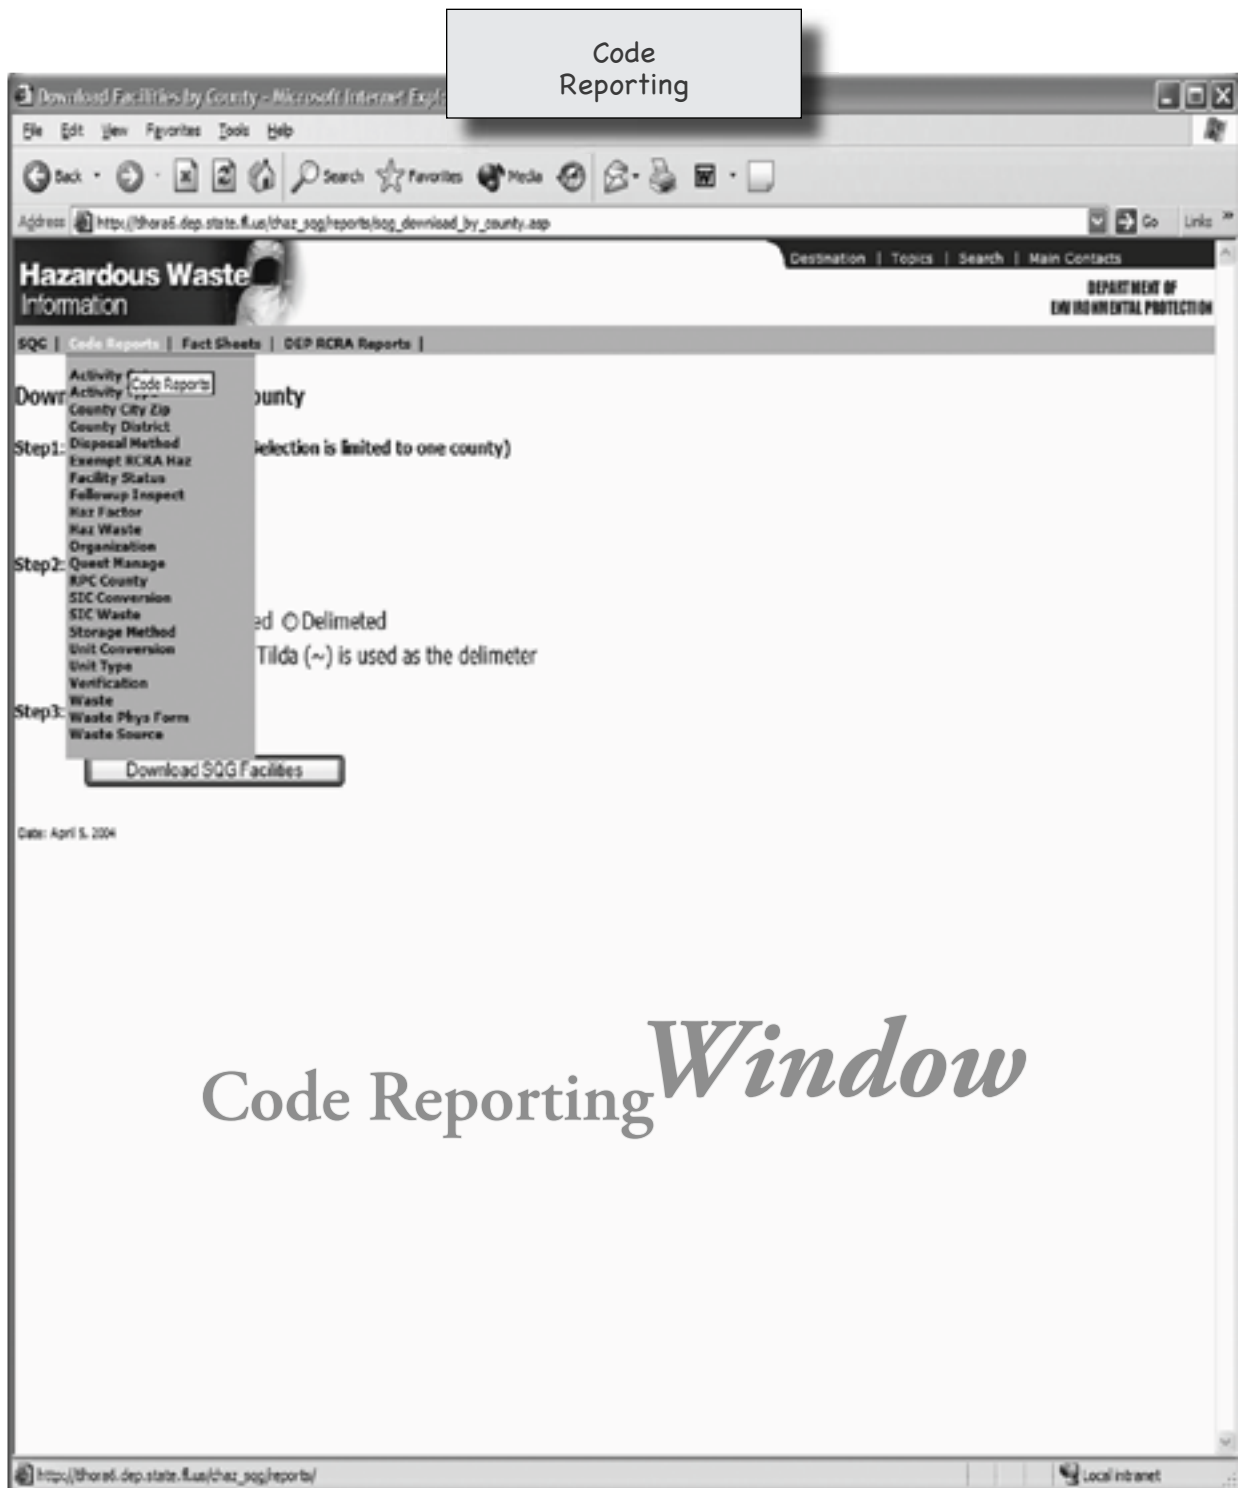 Code
Reporting
Download Facilities by County - Microsoft Internet Expl
File Edit View Favorites Tools Help
Back Search Favorites Media
Address http://thora6.dep.state.fl.us/chaz_sqg/reports/sqg_download_by_county.asp Go Links »
Destination | Topics | Search | Main Contacts
Hazardous Waste
Information
DEPARTMENT OF
ENVIRONMENTAL PROTECTION
SQG | Code Reports | Fact Sheets | DEP RCRA Reports |
Activity
Code Reports
Activity
Down ounty
County City Zip
County District
Step1: Disposal Method Selection is limited to one county)
Exempt RCRA Haz
Facility Status
Followup Inspect
Haz Factor
Haz Waste
Organization
Step2: Quest Manage
RPC County
SIC Conversion
SIC Waste
ed Delimeted
Storage Method
Unit Conversion
Tilda (~) is used as the delimeter
Unit Type
Verification
Waste
Step3: Waste Phys Form
Waste Source
Download SQG Facilities
Date: April 5, 2004
Code Reporting Window
http://thora6.dep.state.fl.us/chaz_sqg/reports/ Local intranet